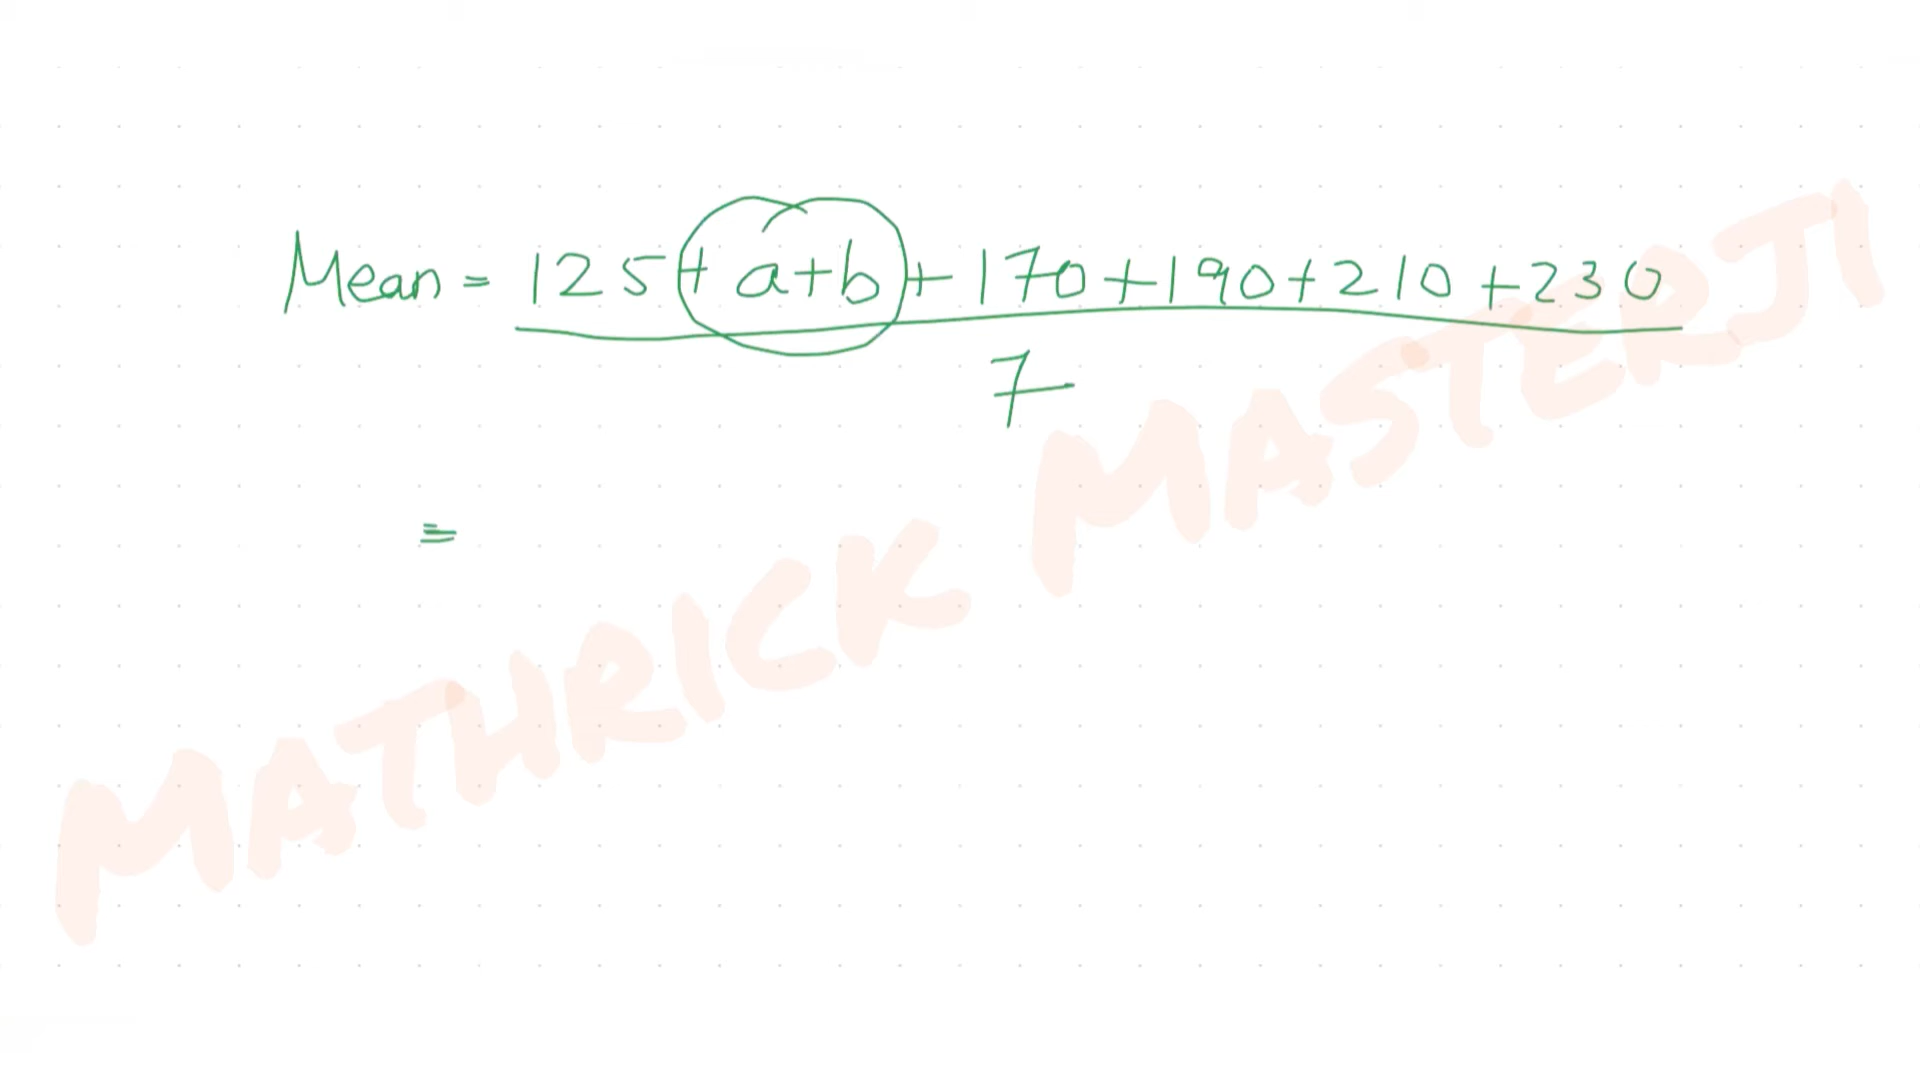 Mean = 125 + a+b + 170 + 190 + 210 + 230
7
=
MATHRICK MASTERJI